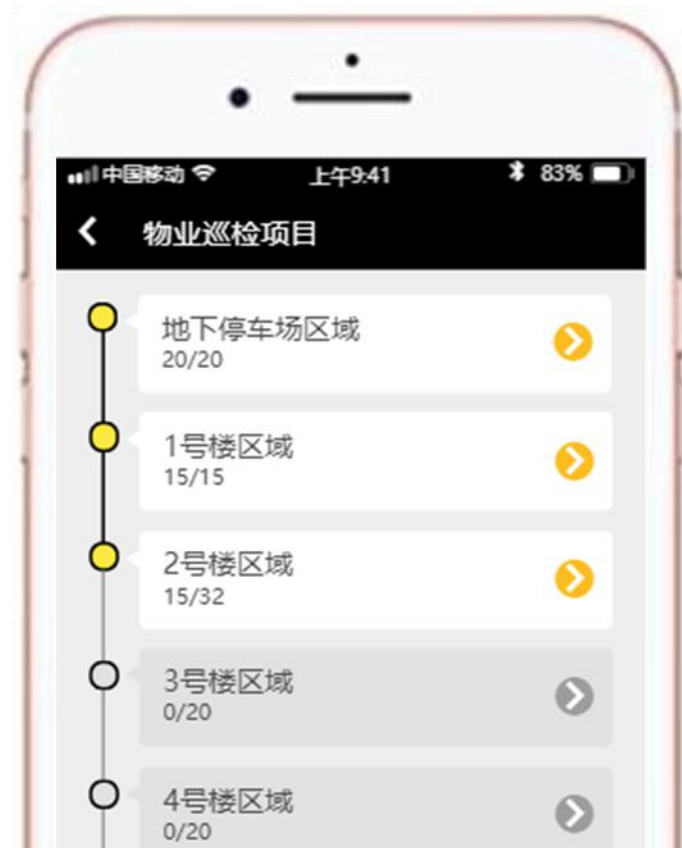 中国移动 上午9:41 83%
物业巡检项目
地下停车场区域
20/20
1号楼区域
15/15
2号楼区域
15/32
3号楼区域
0/20
4号楼区域
0/20